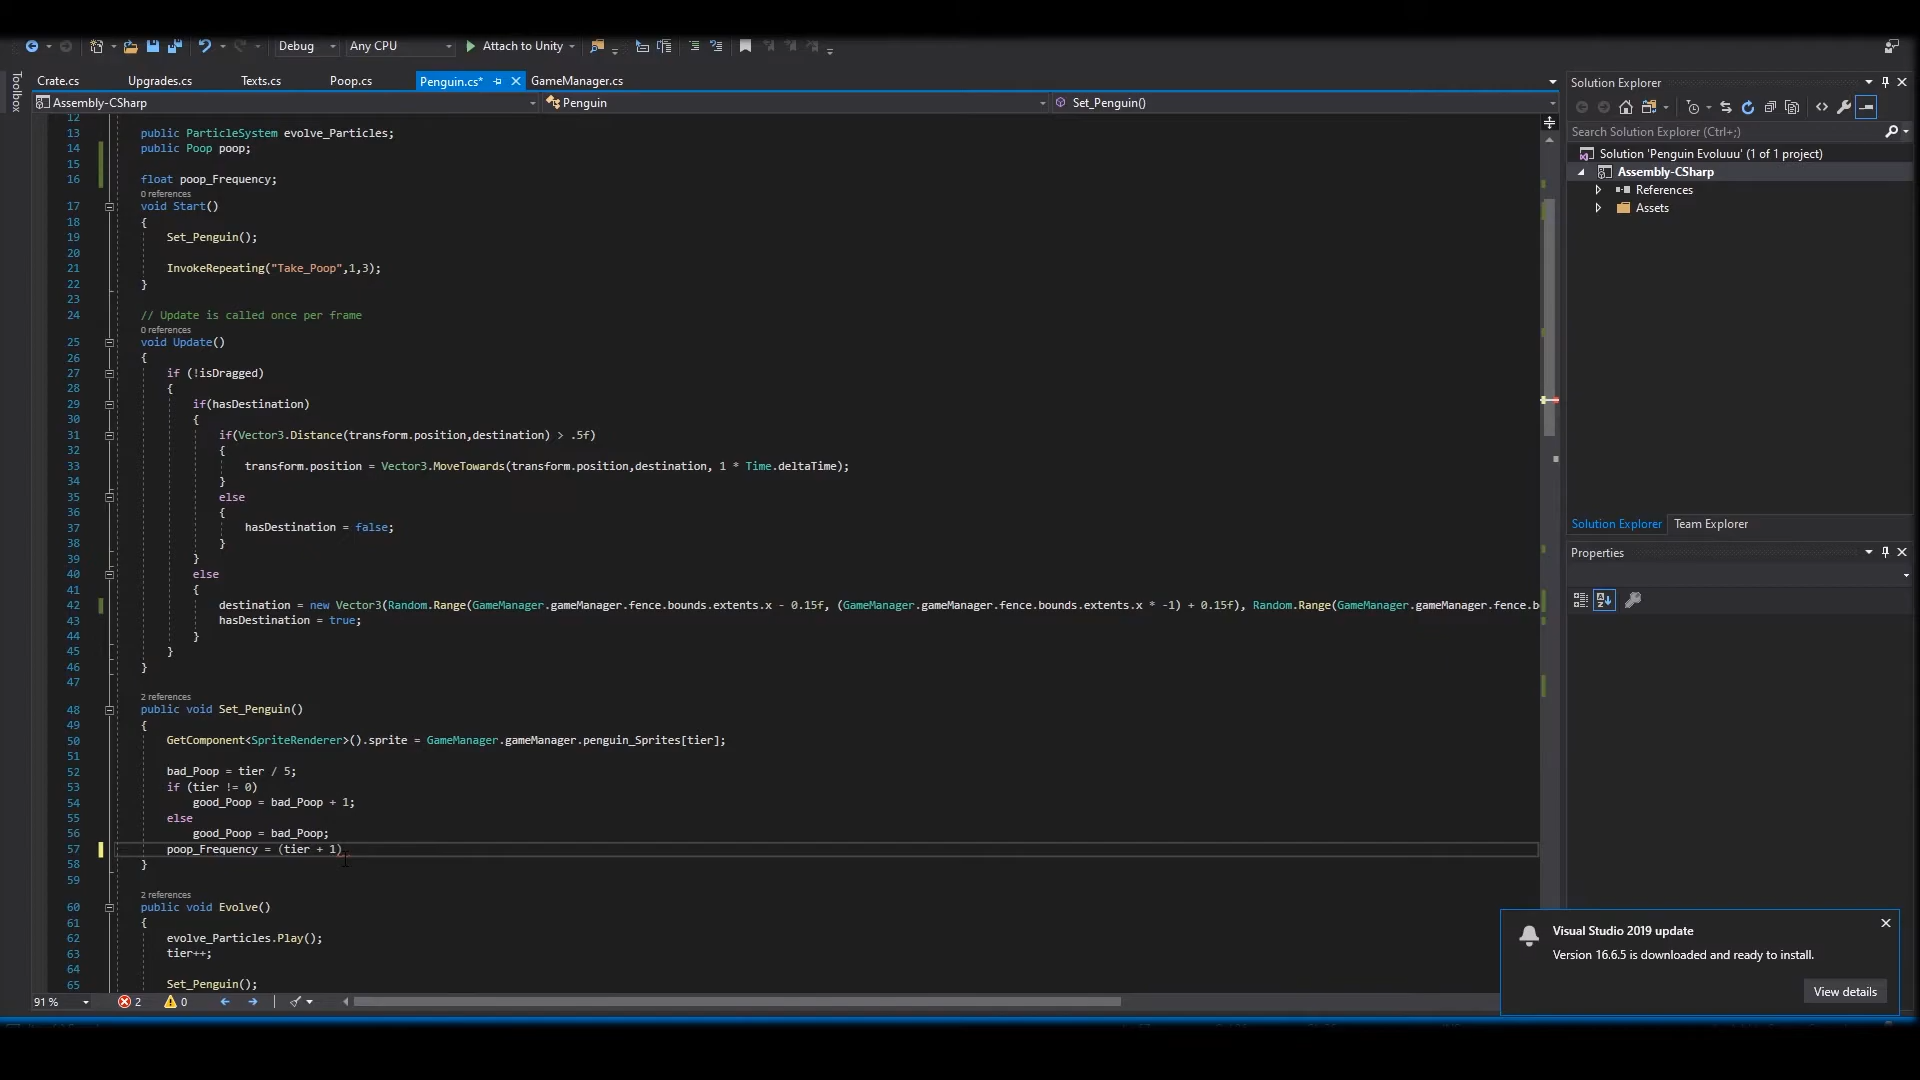 Debug Any CPU Attach to Unity
Toolbox
Crate.cs Upgrades.cs Texts.cs Poop.cs Penguin.cs* GameManager.cs
Assembly-CSharp Penguin Set_Penguin()
12
13 public ParticleSystem evolve_Particles;
14 public Poop poop;
15
16 float poop_Frequency;
0 references
17 void Start()
18 {
19 Set_Penguin();
20
21 InvokeRepeating("Take_Poop",1,3);
22 }
23
24 // Update is called once per frame
0 references
25 void Update()
26 {
27 if (!isDragged)
28 {
29 if(hasDestination)
30 {
31 if(Vector3.Distance(transform.position,destination) > .5f)
32 {
33 transform.position = Vector3.MoveTowards(transform.position,destination, 1 * Time.deltaTime);
34 }
35 else
36 {
37 hasDestination = false;
38 }
39 }
40 else
41 {
42 destination = new Vector3(Random.Range(GameManager.gameManager.fence.bounds.extents.x - 0.15f, (GameManager.gameManager.fence.bounds.extents.x * -1) + 0.15f), Random.Range(GameManager.gameManager.fence.b
43 hasDestination = true;
44 }
45 }
46 }
47
2 references
48 public void Set_Penguin()
49 {
50 GetComponent<SpriteRenderer>().sprite = GameManager.gameManager.penguin_Sprites[tier];
51
52 bad_Poop = tier / 5;
53 if (tier != 0)
54 good_Poop = bad_Poop + 1;
55 else
56 good_Poop = bad_Poop;
57 poop_Frequency = (tier + 1)
58 }
59
2 references
60 public void Evolve()
61 {
62 evolve_Particles.Play();
63 tier++;
64
65 Set_Penguin();
91 % 2 0
Solution Explorer
Search Solution Explorer (Ctrl+;)
Solution 'Penguin Evoluuu' (1 of 1 project)
Assembly-CSharp
References
Assets
Solution Explorer Team Explorer
Properties
Visual Studio 2019 update
Version 16.6.5 is downloaded and ready to install.
View details